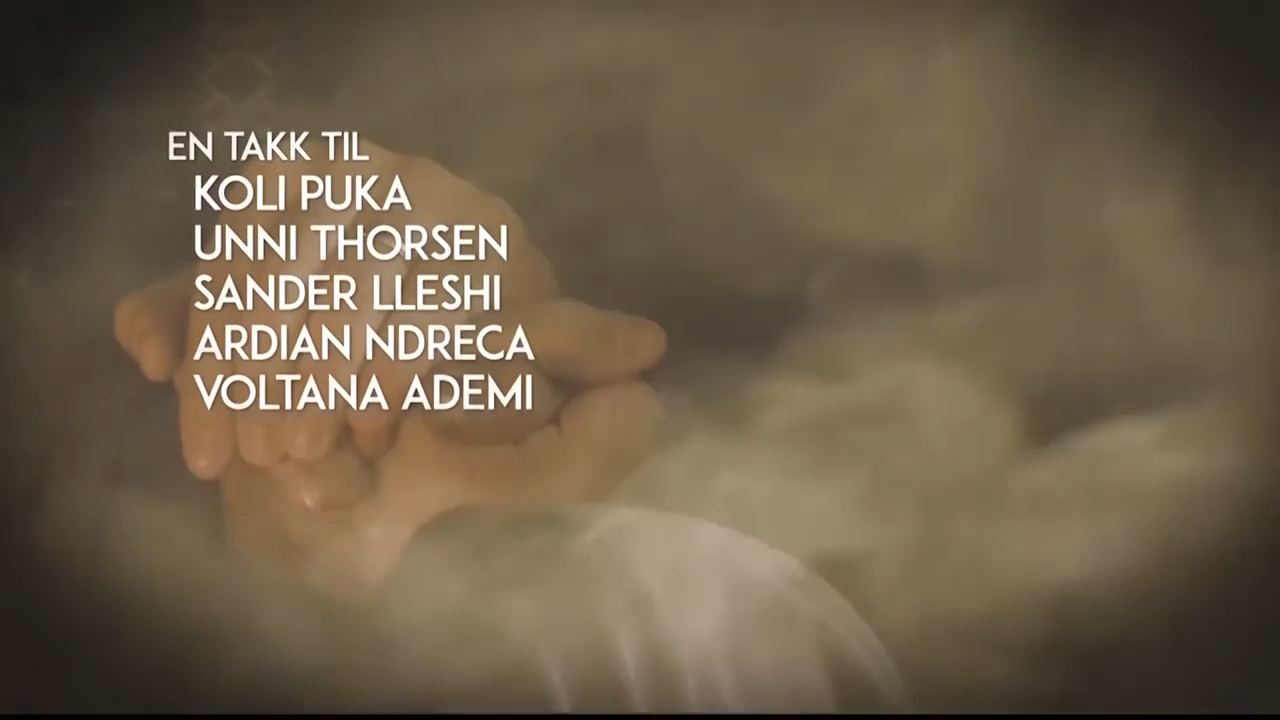 EN TAKK TIL
KOLI PUKA
UNNI THORSEN
SANDER LLESHI
ARDIAN NDRECA
VOLTANA ADEMI